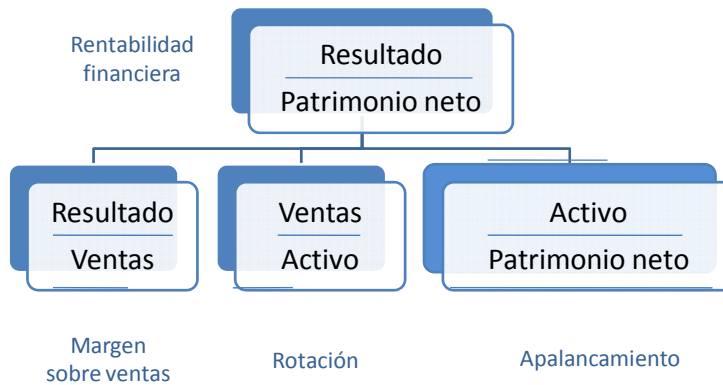 Rentabilidad
financiera
Resultado
Patrimonio neto
Resultado
Ventas
Ventas
Activo
Activo
Patrimonio neto
Margen
sobre ventas
Rotación
Apalancamiento